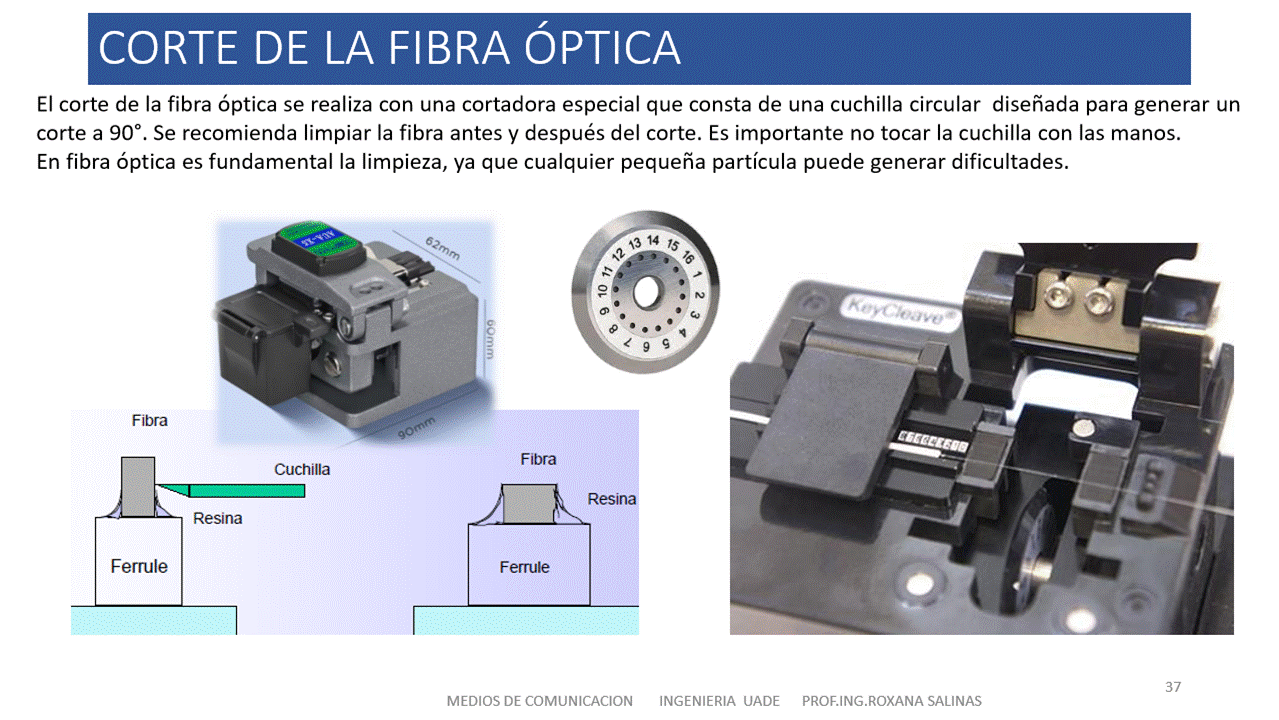 CORTE DE LA FIBRA ÓPTICA
El corte de la fibra óptica se realiza con una cortadora especial que consta de una cuchilla circular  diseñada para generar un
corte a 90°. Se recomienda limpiar la fibra antes y después del corte. Es importante no tocar la cuchilla con las manos.
En fibra óptica es fundamental la limpieza, ya que cualquier pequeña partícula puede generar dificultades.
AUA-X5
62mm
60mm
90mm
1 2 3 4 5 6 7 8 9 10 11 12 13 14 15 16
KeyCleave®
Fibra
Cuchilla
Resina
Ferrule
Fibra
Resina
Ferrule
37
MEDIOS DE COMUNICACION INGENIERIA UADE PROF.ING.ROXANA SALINAS